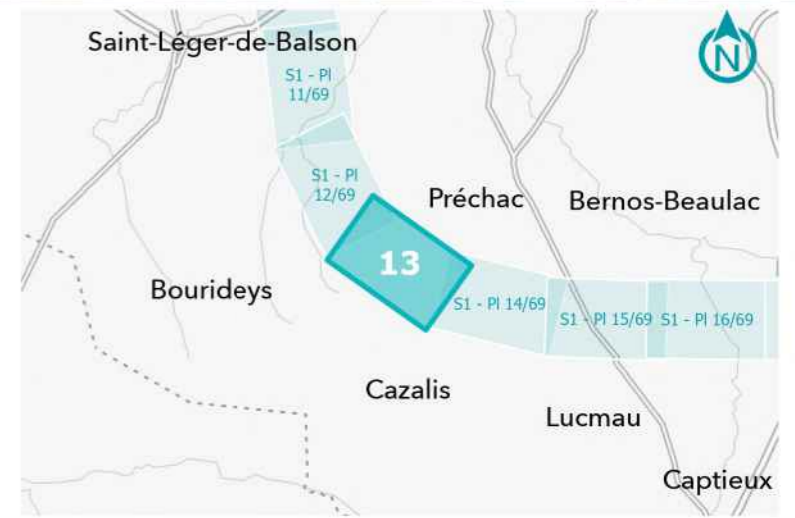 Saint-Léger-de-Balson
N
S1 - Pl
11/69
S1 - Pl
12/69
Préchac
Bernos-Beaulac
13
Bourideys
S1 - Pl 14/69
S1 - Pl 15/69
S1 - Pl 16/69
Cazalis
Lucmau
Captieux